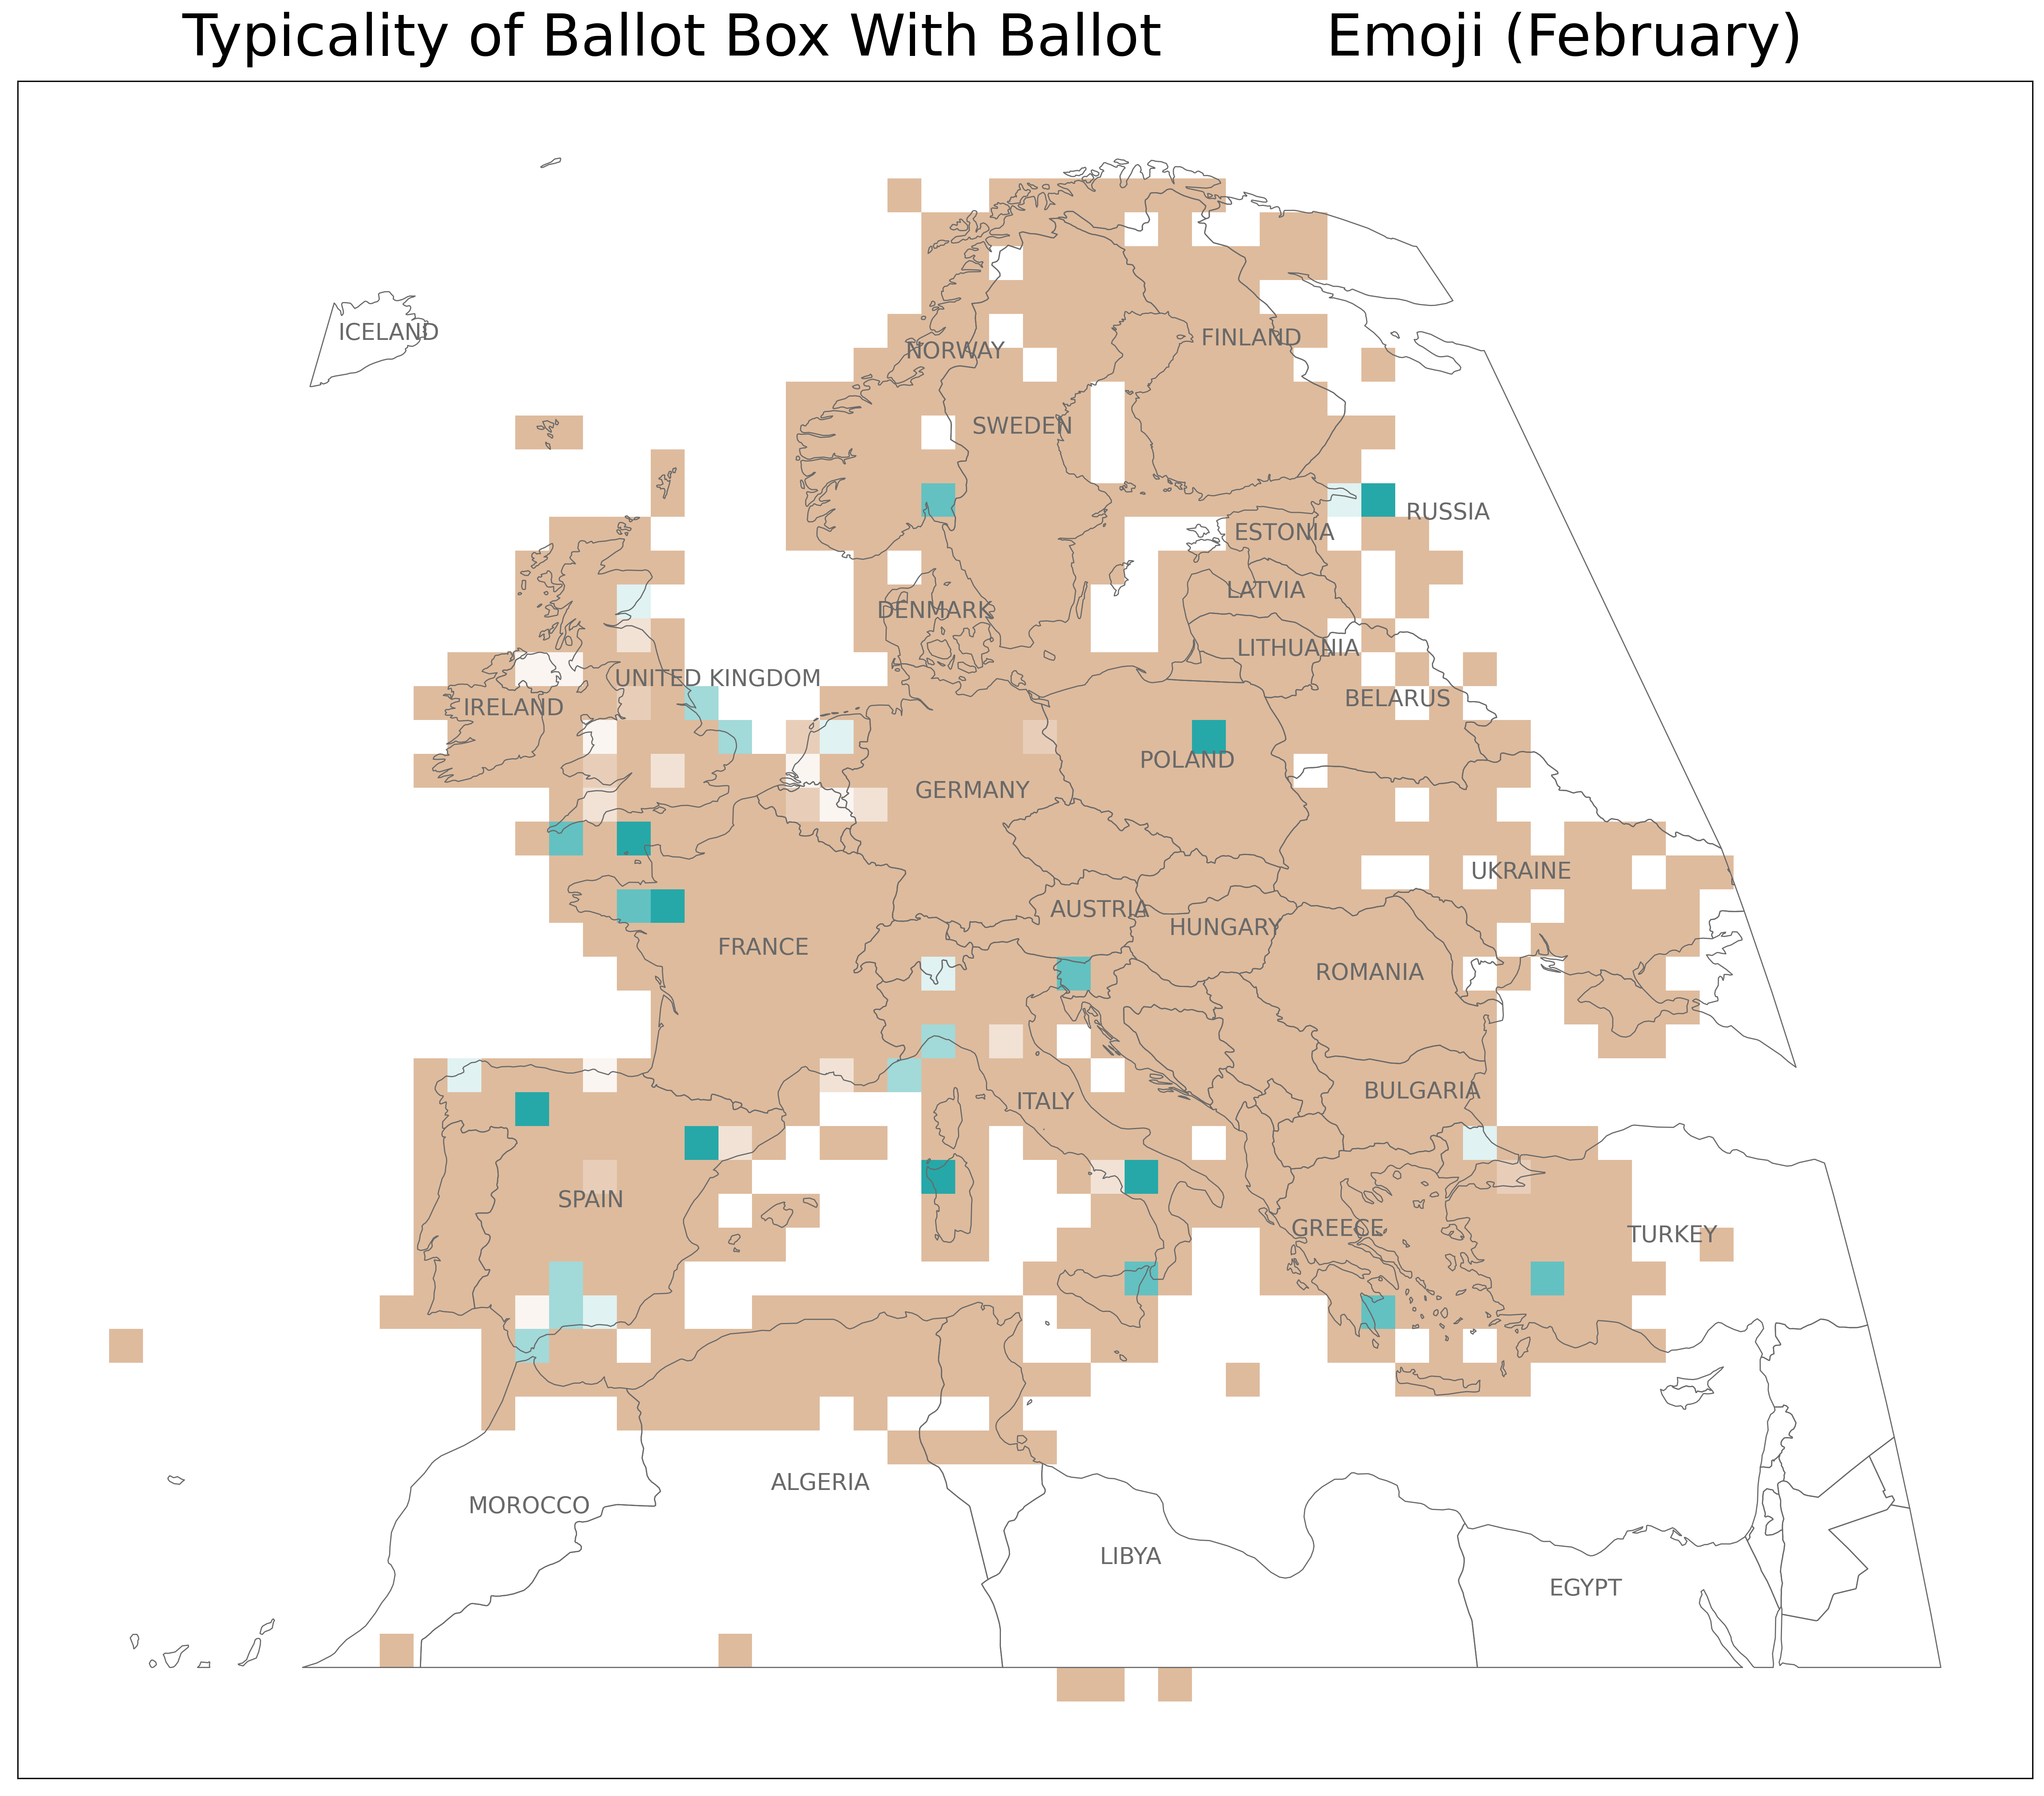 Typicality of Ballot Box With Ballot Emoji (February)
ICELAND
FINLAND
NORWAY
SWEDEN
RUSSIA
ESTONIA
LATVIA
DENMARK
LITHUANIA
UNITED KINGDOM
BELARUS
IRELAND
POLAND
GERMANY
UKRAINE
AUSTRIA
HUNGARY
FRANCE
ROMANIA
BULGARIA
ITALY
SPAIN
GREECE
TURKEY
ALGERIA
MOROCCO
LIBYA
EGYPT